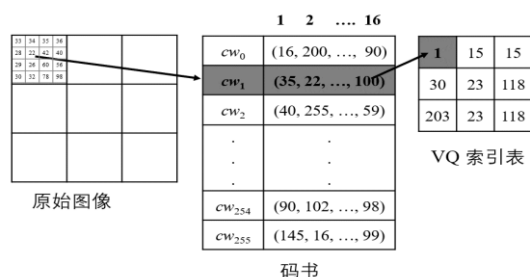 1 2 .... 16
33 34 35 36
28 22 42 40
29 26 60 56
30 32 78 98
cw0 (16, 200, ..., 90)
cw1 (35, 22, ..., 100)
cw2 (40, 255, ..., 59)
. .
. .
. .
cw254 (90, 102, ..., 98)
cw255 (145, 16, ..., 99)
1 15 15
30 23 118
203 23 118
原始图像
码书
VQ 索引表